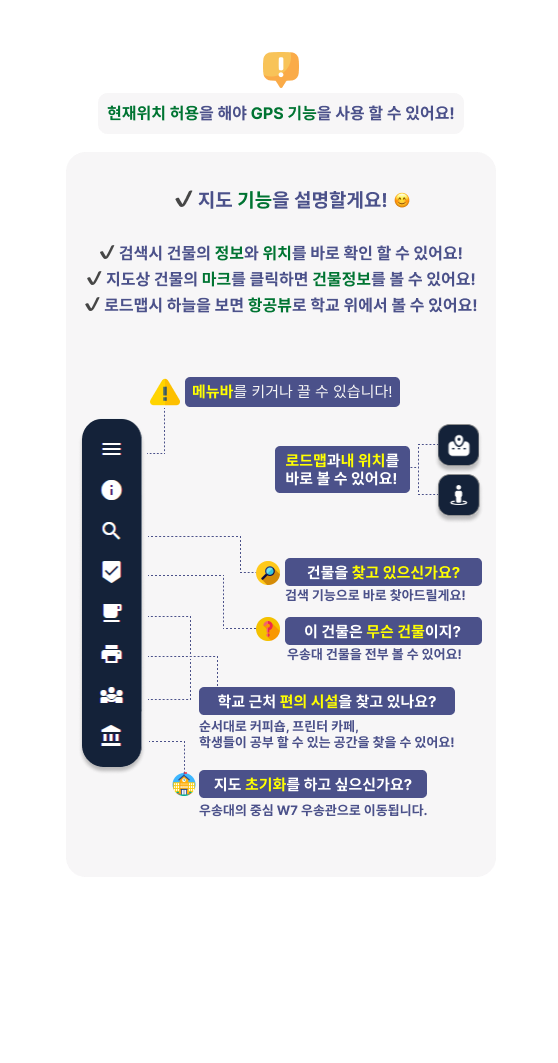 현재위치 허용을 해야 GPS 기능을 사용 할 수 있어요!
지도 기능을 설명할게요!
검색시 건물의 정보와 위치를 바로 확인 할 수 있어요!
지도상 건물의 마크를 클릭하면 건물정보를 볼 수 있어요!
로드맵시 하늘을 보면 항공뷰로 학교 위에서 볼 수 있어요!
메뉴바를 키거나 끌 수 있습니다!
로드맵과내 위치를
바로 볼 수 있어요!
건물을 찾고 있으신가요?
검색 기능으로 바로 찾아드릴게요!
이 건물은 무슨 건물이지?
우송대 건물을 전부 볼 수 있어요!
학교 근처 편의 시설을 찾고 있나요?
순서대로 커피숍, 프린터 카페,
학생들이 공부 할 수 있는 공간을 찾을 수 있어요!
지도 초기화를 하고 싶으신가요?
우송대의 중심 W7 우송관으로 이동됩니다.